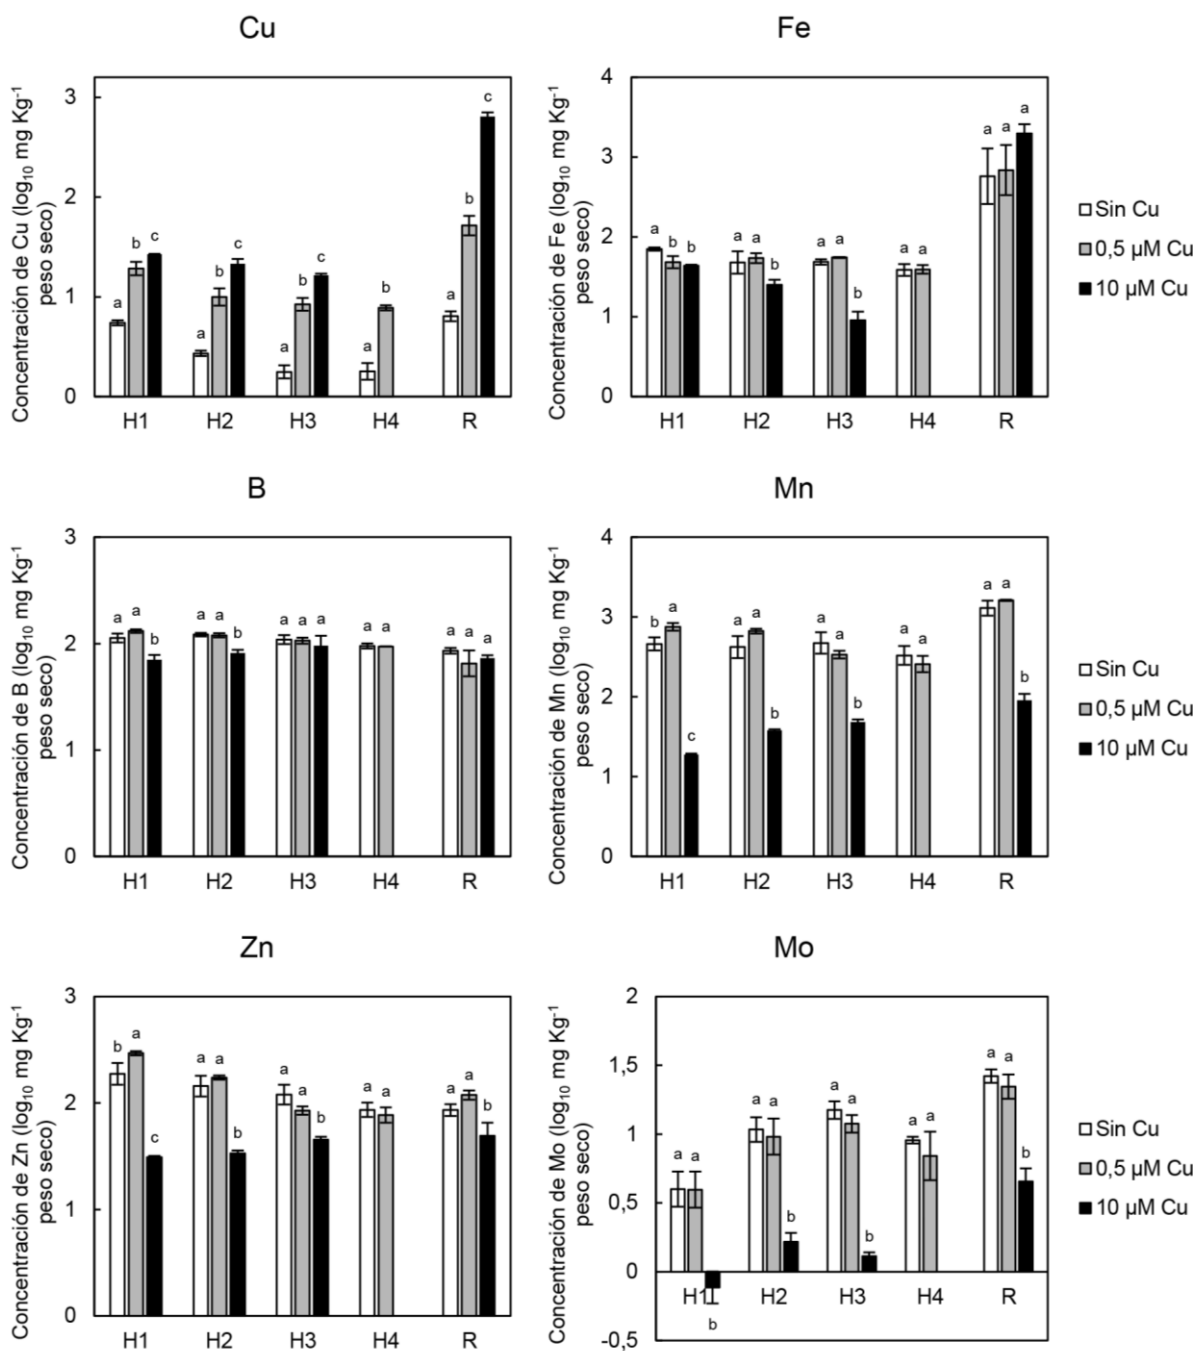 Cu
Concentración de Cu (log₁₀ mg Kg⁻¹
peso seco)
3
2
1
0
a
b
c
a
b
c
a
b
c
a
b
a
b
c
H1
H2
H3
H4
R
Fe
Concentración de Fe (log₁₀ mg Kg⁻¹
peso seco)
4
3
2
1
0
a
b
b
a
a
b
a
a
b
a
a
a
a
a
H1
H2
H3
H4
R
Sin Cu
0,5 µM Cu
10 µM Cu
B
Concentración de B (log₁₀ mg Kg⁻¹
peso seco)
3
2
1
0
a
a
b
a
a
b
a
a
a
a
a
a
a
a
H1
H2
H3
H4
R
Mn
Concentración de Mn (log₁₀ mg Kg⁻¹
peso seco)
4
3
2
1
0
b
a
c
a
a
b
a
a
b
a
a
a
a
b
H1
H2
H3
H4
R
Sin Cu
0,5 µM Cu
10 µM Cu
Zn
Concentración de Zn (log₁₀ mg Kg⁻¹
peso seco)
3
2
1
0
b
a
c
a
a
b
a
a
b
a
a
a
a
b
H1
H2
H3
H4
R
Mo
Concentración de Mo (log₁₀ mg Kg⁻¹
peso seco)
2
1,5
1
0,5
0
-0,5
a
a
b
a
a
b
a
a
b
a
a
a
a
b
H1
H2
H3
H4
R
Sin Cu
0,5 µM Cu
10 µM Cu